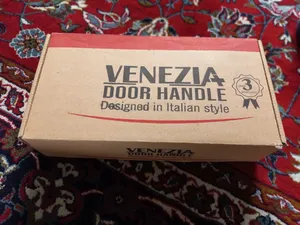 VENEZIA
DOOR HANDLE
Designed in Italian style
3
VENEZIA
DOOR HANDLE